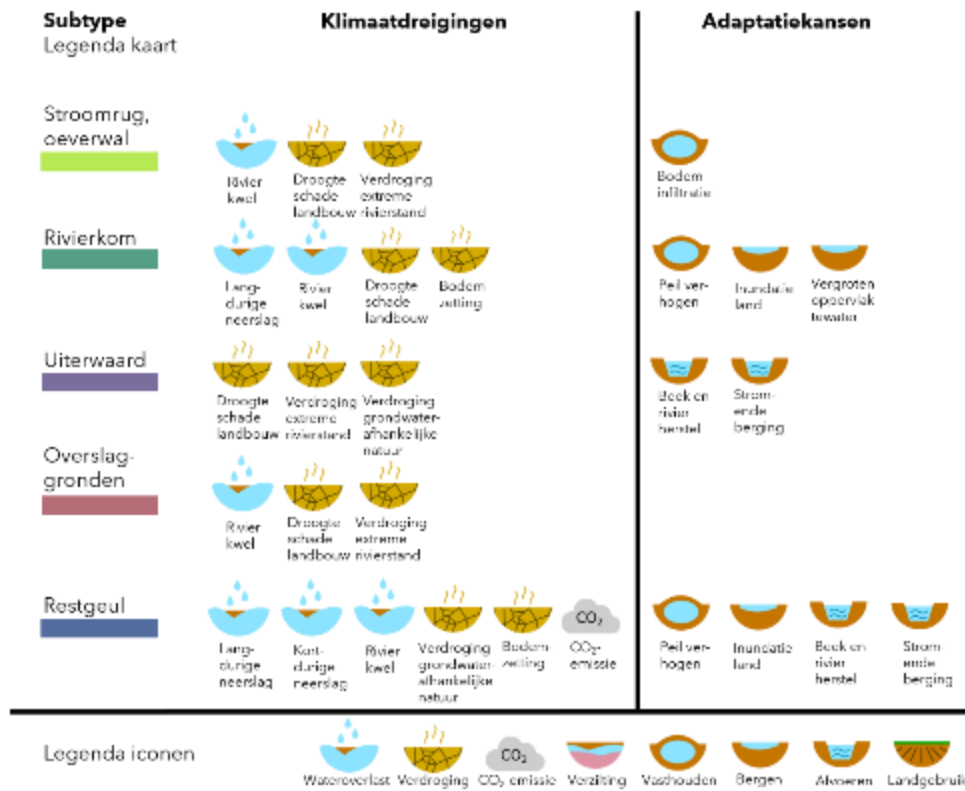 Subtype
Legenda kaart
Klimaatdreigingen
Adaptatiekansen
Stroomrug,
oeverwal
Rivier
kwel
Droogte
schade
landbouw
Verdroging
extreme
rivierstand
Bodem
infiltratie
Rivierkom
Lang-
durige
neerslag
Rivier
kwel
Droogte
schade
landbouw
Bodem
zetting
Peil ver-
hogen
Inundatie
land
Vergroten
oppervlak
tewater
Uiterwaard
Droogte
schade
landbouw
Verdroging
extreme
rivierstand
Verdroging
grondwater-
afhankelijke
natuur
Beek en
rivier
herstel
Strom-
ende
berging
Overslag-
gronden
Rivier
kwel
Droogte
schade
landbouw
Verdroging
extreme
rivierstand
Restgeul
CO₂
Lang-
durige
neerslag
Kort-
durige
neerslag
Rivier
kwel
Verdroging
grondwater-
afhankelijke
natuur
Bodem
zetting
CO₂-
emissie
Peil ver-
hogen
Inundatie
land
Beek en
rivier
herstel
Strom-
ende
berging
Legenda iconen
CO₂
Wateroverlast
Verdroging
CO₂ emissie
Verzilting
Vasthouden
Bergen
Afvoeren
Landgebruik